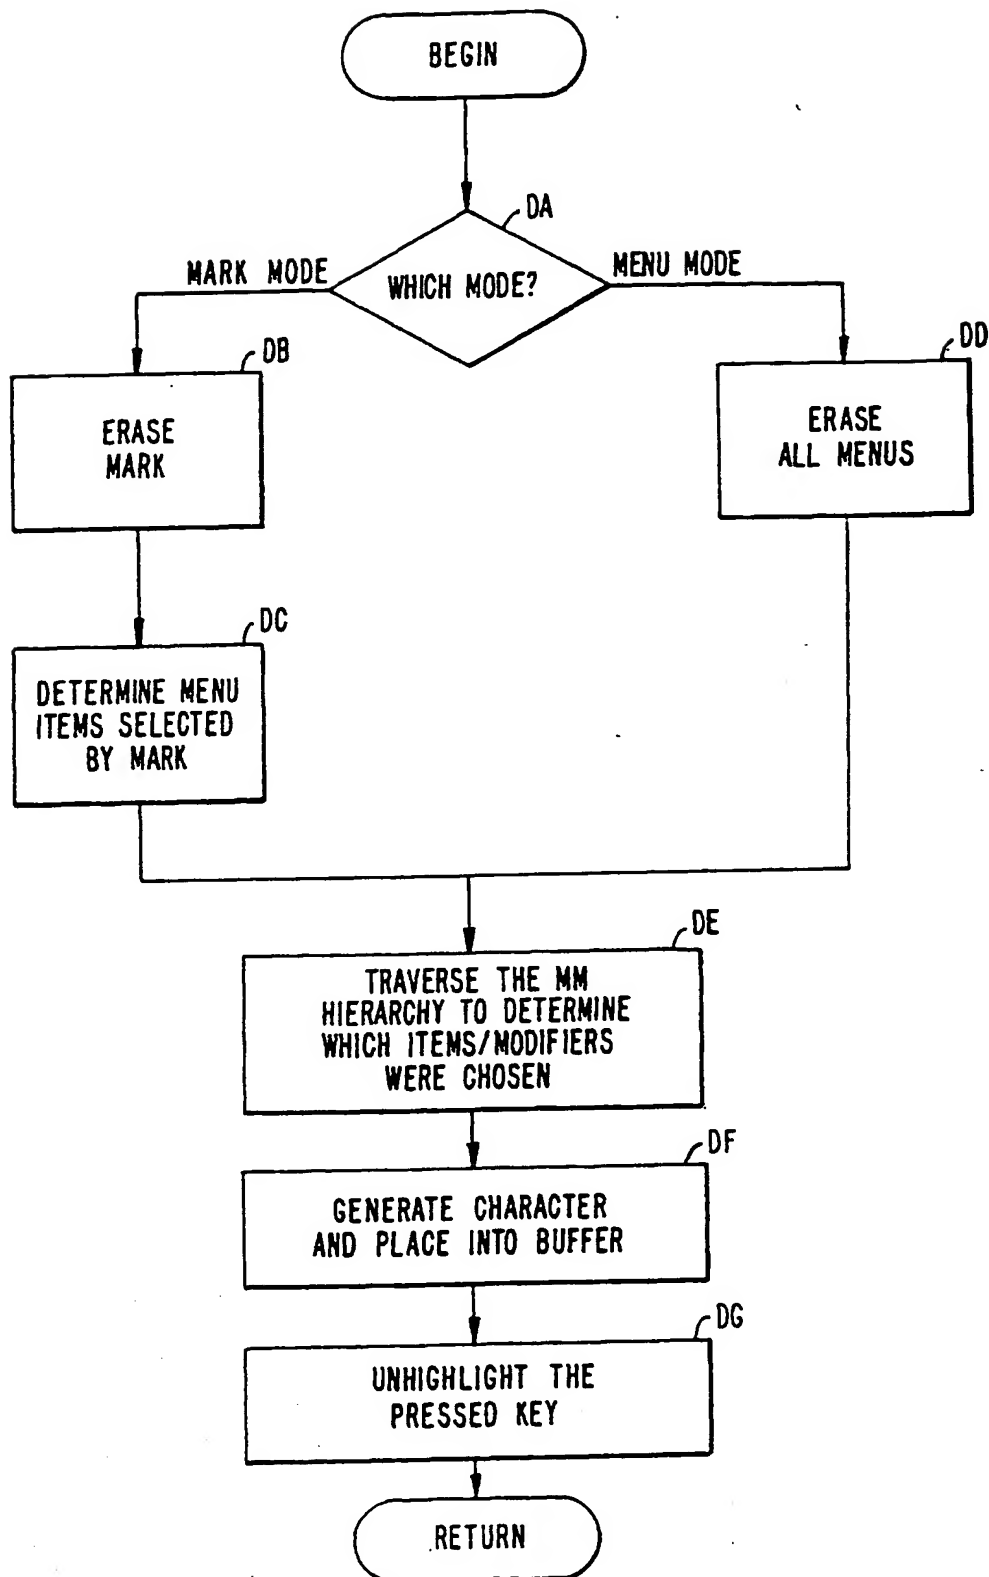 BEGIN
DA
WHICH MODE?
MARK MODE
MENU MODE
DB
ERASE
MARK
DD
ERASE
ALL MENUS
DC
DETERMINE MENU
ITEMS SELECTED
BY MARK
DE
TRAVERSE THE MM
HIERARCHY TO DETERMINE
WHICH ITEMS/MODIFIERS
WERE CHOSEN
DF
GENERATE CHARACTER
AND PLACE INTO BUFFER
DG
UNHIGHLIGHT THE
PRESSED KEY
RETURN